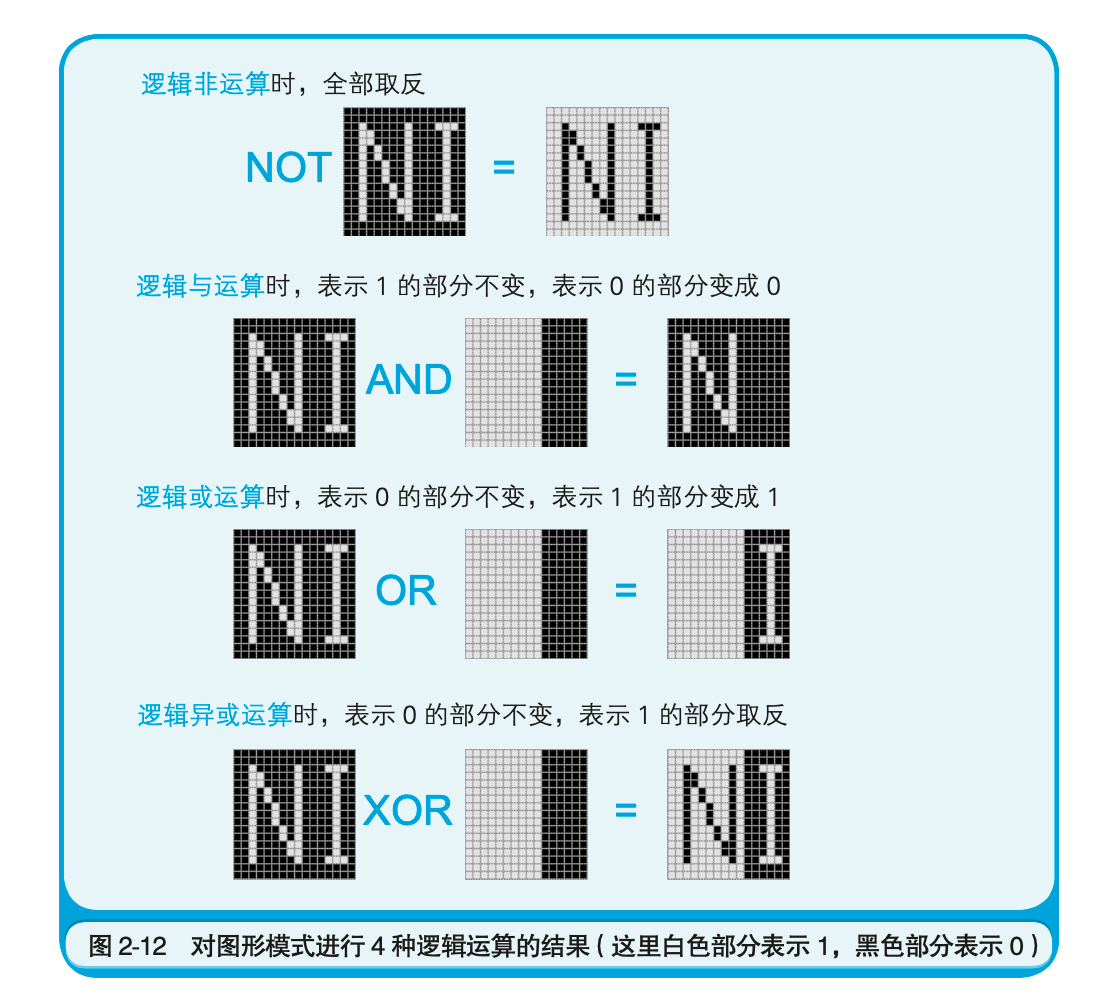 逻辑非运算时，全部取反
NOT NI = NI
逻辑与运算时，表示 1 的部分不变，表示 0 的部分变成 0
NI AND = N
逻辑或运算时，表示 0 的部分不变，表示 1 的部分变成 1
NI OR = I
逻辑异或运算时，表示 0 的部分不变，表示 1 的部分取反
NI XOR = NI
图 2-12 对图形模式进行 4 种逻辑运算的结果 ( 这里白色部分表示 1，黑色部分表示 0 )